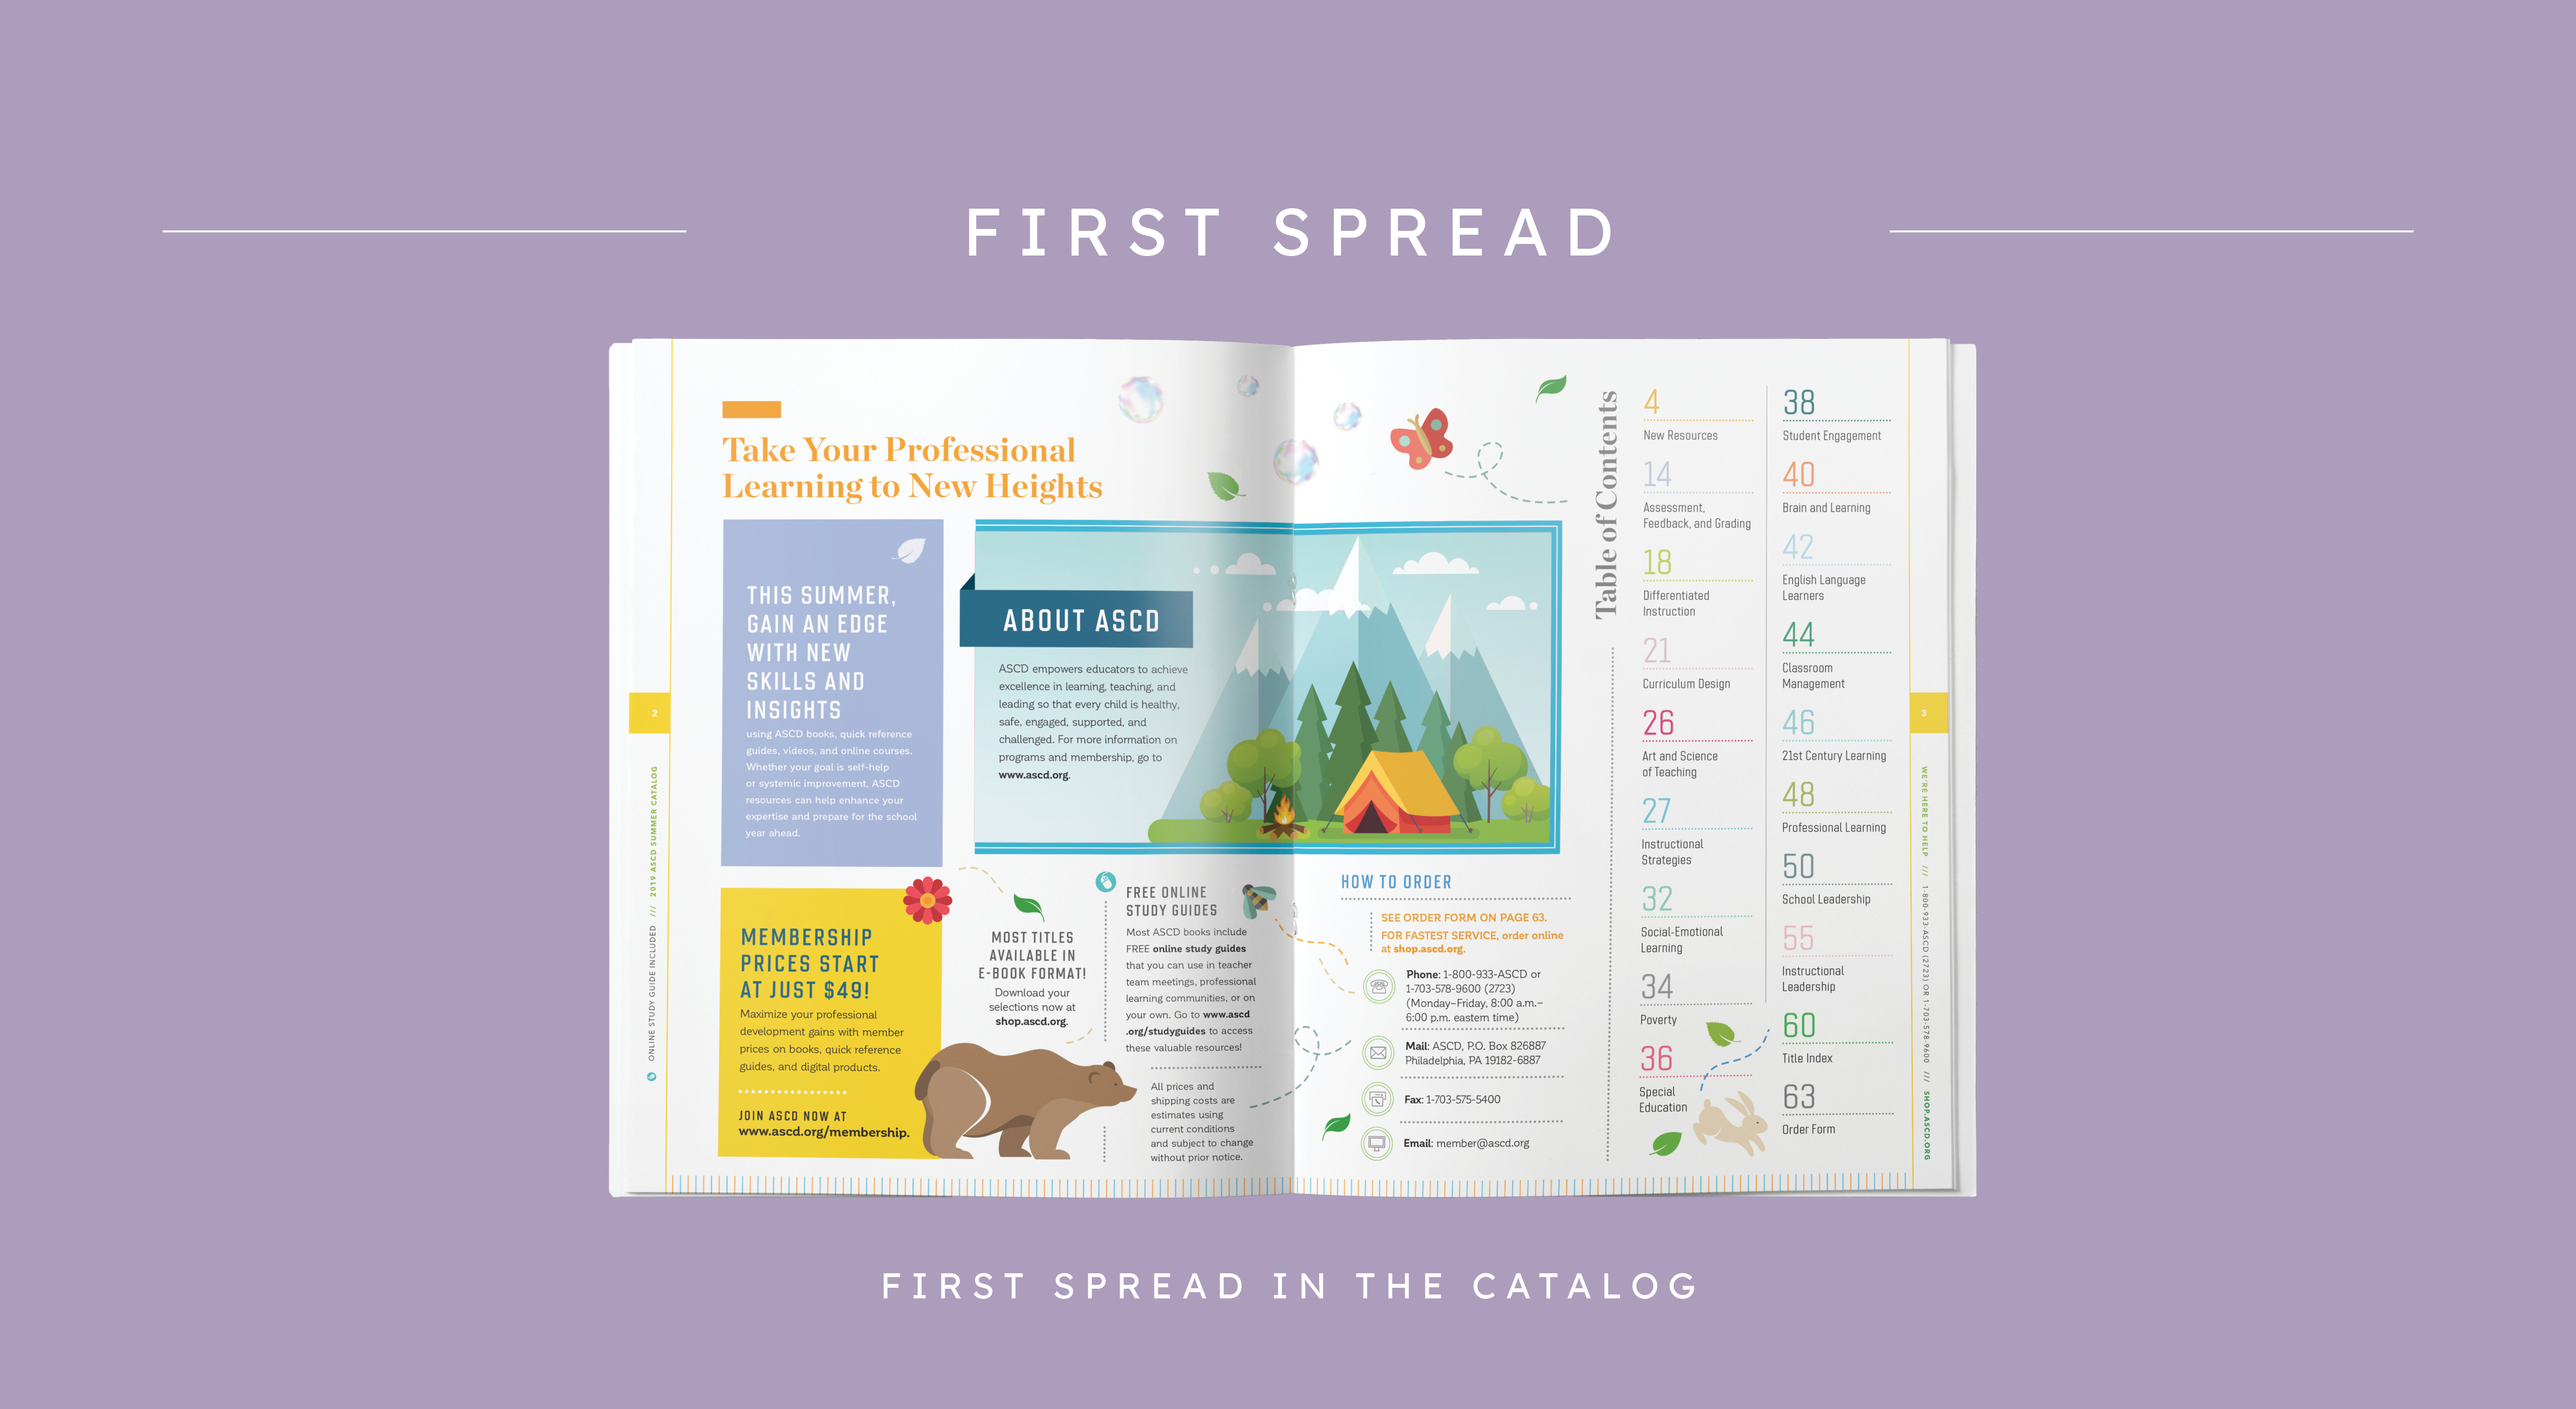 FIRST SPREAD
Take Your Professional
Learning to New Heights
THIS SUMMER,
GAIN AN EDGE
WITH NEW
SKILLS AND
INSIGHTS
using ASCD books, quick reference
guides, videos, and online courses.
Whether your goal is self-help
or systemic improvement, ASCD
resources can help enhance your
expertise and prepare for the school
year ahead.
ABOUT ASCD
ASCD empowers educators to achieve
excellence in learning, teaching, and
leading so that every child is healthy,
safe, engaged, supported, and
challenged. For more information on
programs and membership, go to
www.ascd.org.
MEMBERSHIP
PRICES START
AT JUST $49!
Maximize your professional
development gains with member
prices on books, quick reference
guides, and digital products.
JOIN ASCD NOW AT
www.ascd.org/membership.
MOST TITLES
AVAILABLE IN
E-BOOK FORMAT!
Download your
selections now at
shop.ascd.org.
FREE ONLINE
STUDY GUIDES
Most ASCD books include
FREE online study guides
that you can use in teacher
team meetings, professional
learning communities, or on
your own. Go to www.ascd
.org/studyguides to access
these valuable resources!
All prices and
shipping costs are
estimates using
current conditions
and subject to change
without prior notice.
2
ONLINE STUDY GUIDE INCLUDED /// 2019 ASCD SUMMER CATALOG
HOW TO ORDER
SEE ORDER FORM ON PAGE 63.
FOR FASTEST SERVICE, order online
at shop.ascd.org.
Phone: 1-800-933-ASCD or
1-703-578-9600 (2723)
(Monday–Friday, 8:00 a.m.–
6:00 p.m. eastern time)
Mail: ASCD, P.O. Box 826887
Philadelphia, PA 19182-6887
Fax: 1-703-575-5400
Email: member@ascd.org
Table of Contents
4
New Resources
14
Assessment,
Feedback, and Grading
18
Differentiated
Instruction
21
Curriculum Design
26
Art and Science
of Teaching
27
Instructional
Strategies
32
Social-Emotional
Learning
34
Poverty
36
Special
Education
38
Student Engagement
40
Brain and Learning
42
English Language
Learners
44
Classroom
Management
46
21st Century Learning
48
Professional Learning
50
School Leadership
55
Instructional
Leadership
60
Title Index
63
Order Form
3
WE'RE HERE TO HELP /// 1-800-933-ASCD (2723) OR 1-703-578-9600 /// SHOP.ASCD.ORG
FIRST SPREAD IN THE CATALOG